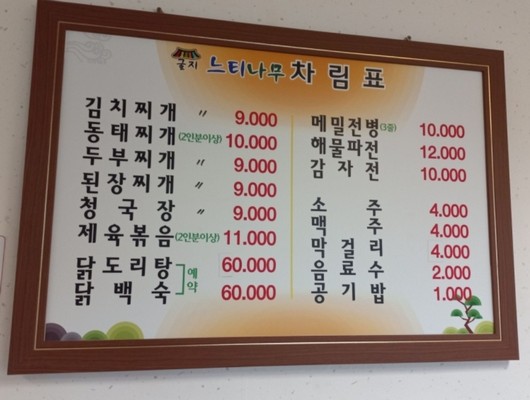 굴지 느티나무 차림표
김치찌개 〃 9.000
동태찌개(2인분이상) 10.000
두부찌개 〃 9.000
된장찌개 〃 9.000
청국장 〃 9.000
제육볶음(2인분이상) 11.000
닭도리탕 예약 60.000
닭백숙 60.000
메밀전병(3줄) 10.000
해물파전 12.000
감자전 10.000
소주 4.000
맥주 4.000
막걸리 4.000
음료수 2.000
공기밥 1.000